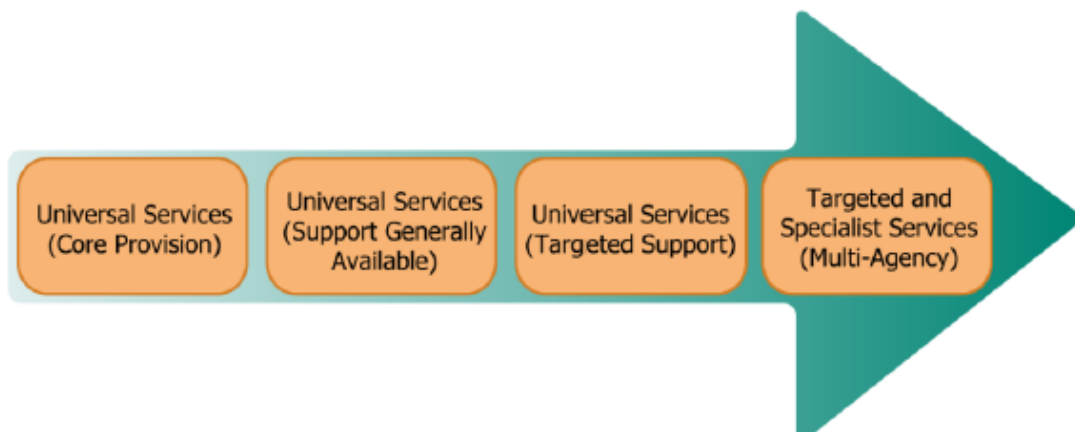 Universal Services
(Core Provision)
Universal Services
(Support Generally
Available)
Universal Services
(Targeted Support)
Targeted and
Specialist Services
(Multi-Agency)